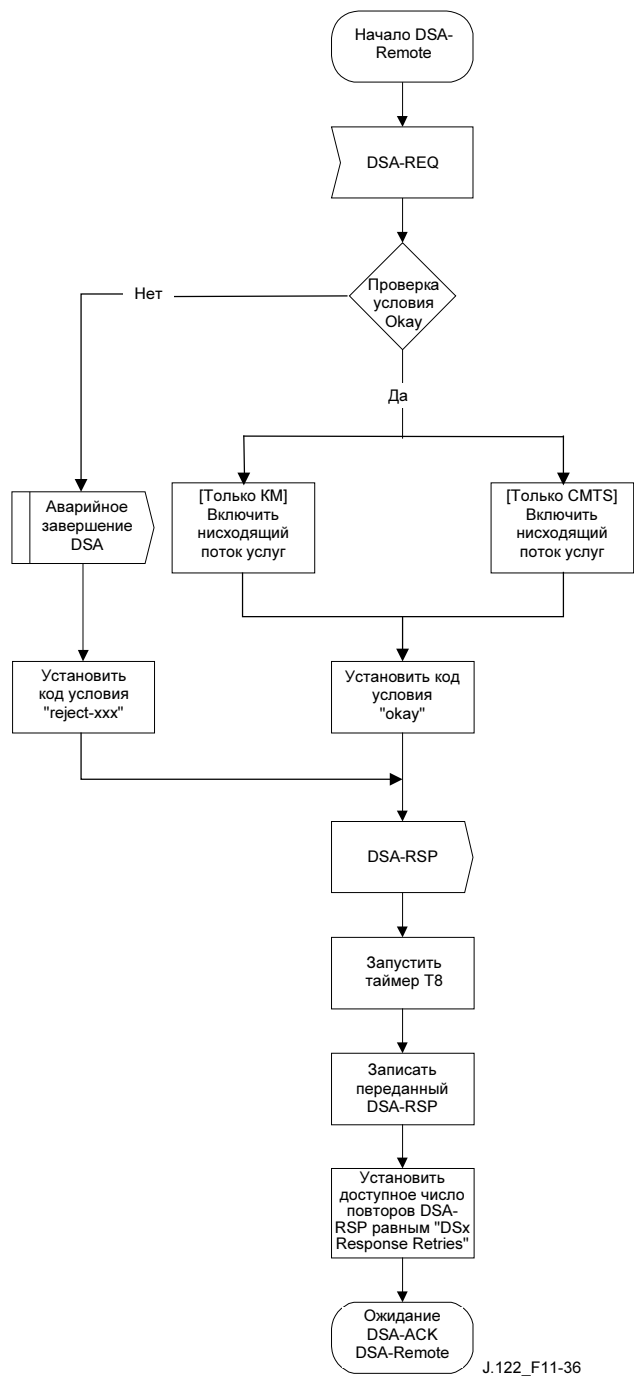 Начало DSA-
Remote
DSA-REQ
Проверка
условия
Okay
Нет
Да
Аварийное
завершение
DSA
[Только КМ]
Включить
нисходящий
поток услуг
[Только CMTS]
Включить
нисходящий
поток услуг
Установить
код условия
"reject-xxx"
Установить код
условия
"okay"
DSA-RSP
Запустить
таймер T8
Записать
переданный
DSA-RSP
Установить
доступное число
повторов DSA-
RSP равным "DSx
Response Retries"
Ожидание
DSA-ACK
DSA-Remote
J.122_F11-36